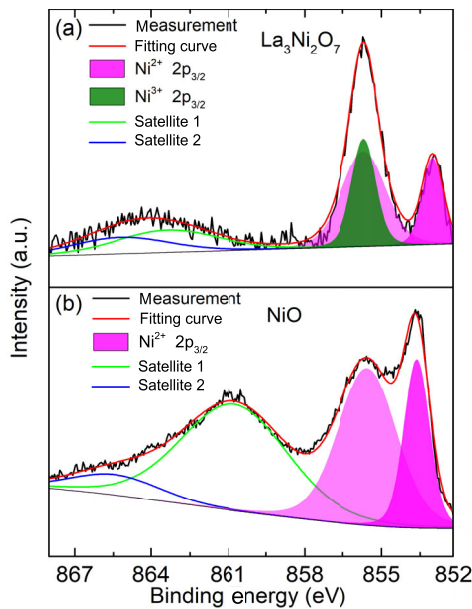 (a)
Measurement
La₃Ni₂O₇
Fitting curve
Ni²⁺ 2p₃/₂
Ni³⁺ 2p₃/₂
Satellite 1
Satellite 2
Intensity (a.u.)
(b)
Measurement
NiO
Fitting curve
Ni²⁺ 2p₃/₂
Satellite 1
Satellite 2
867 864 861 858 855 852
Binding energy (eV)